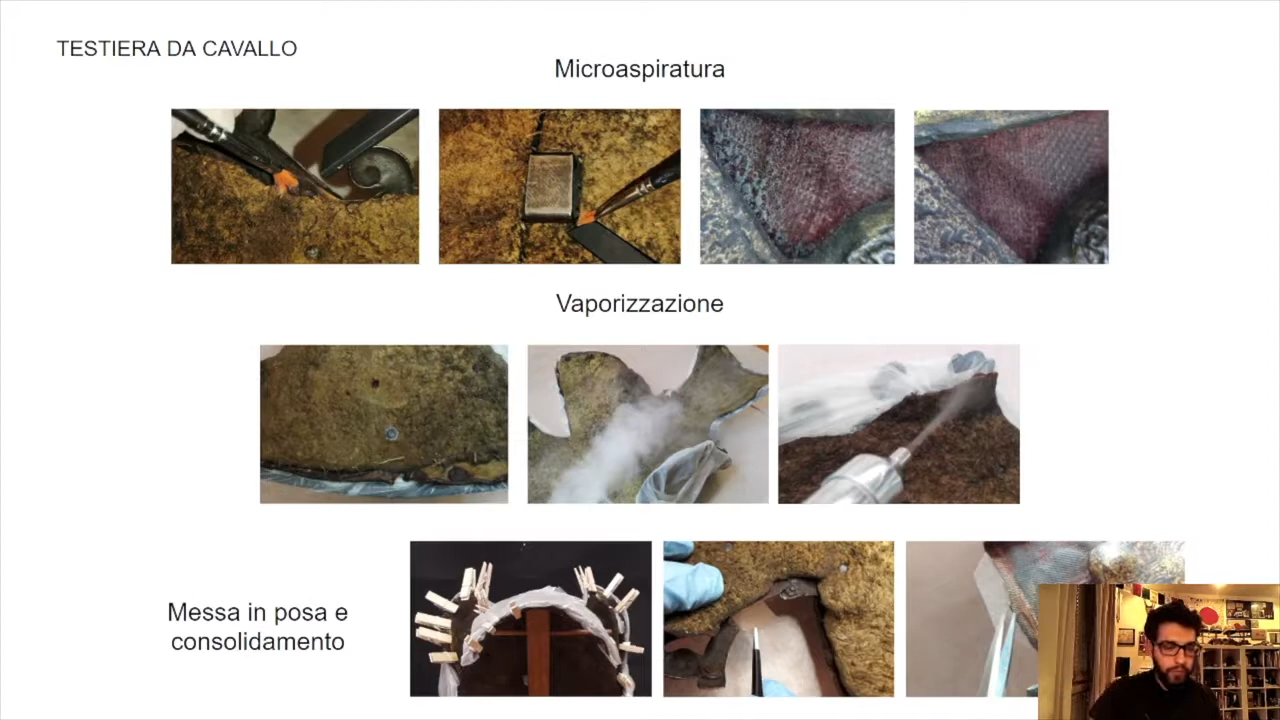 TESTIERA DA CAVALLO
Microaspiratura
Vaporizzazione
Messa in posa e
consolidamento